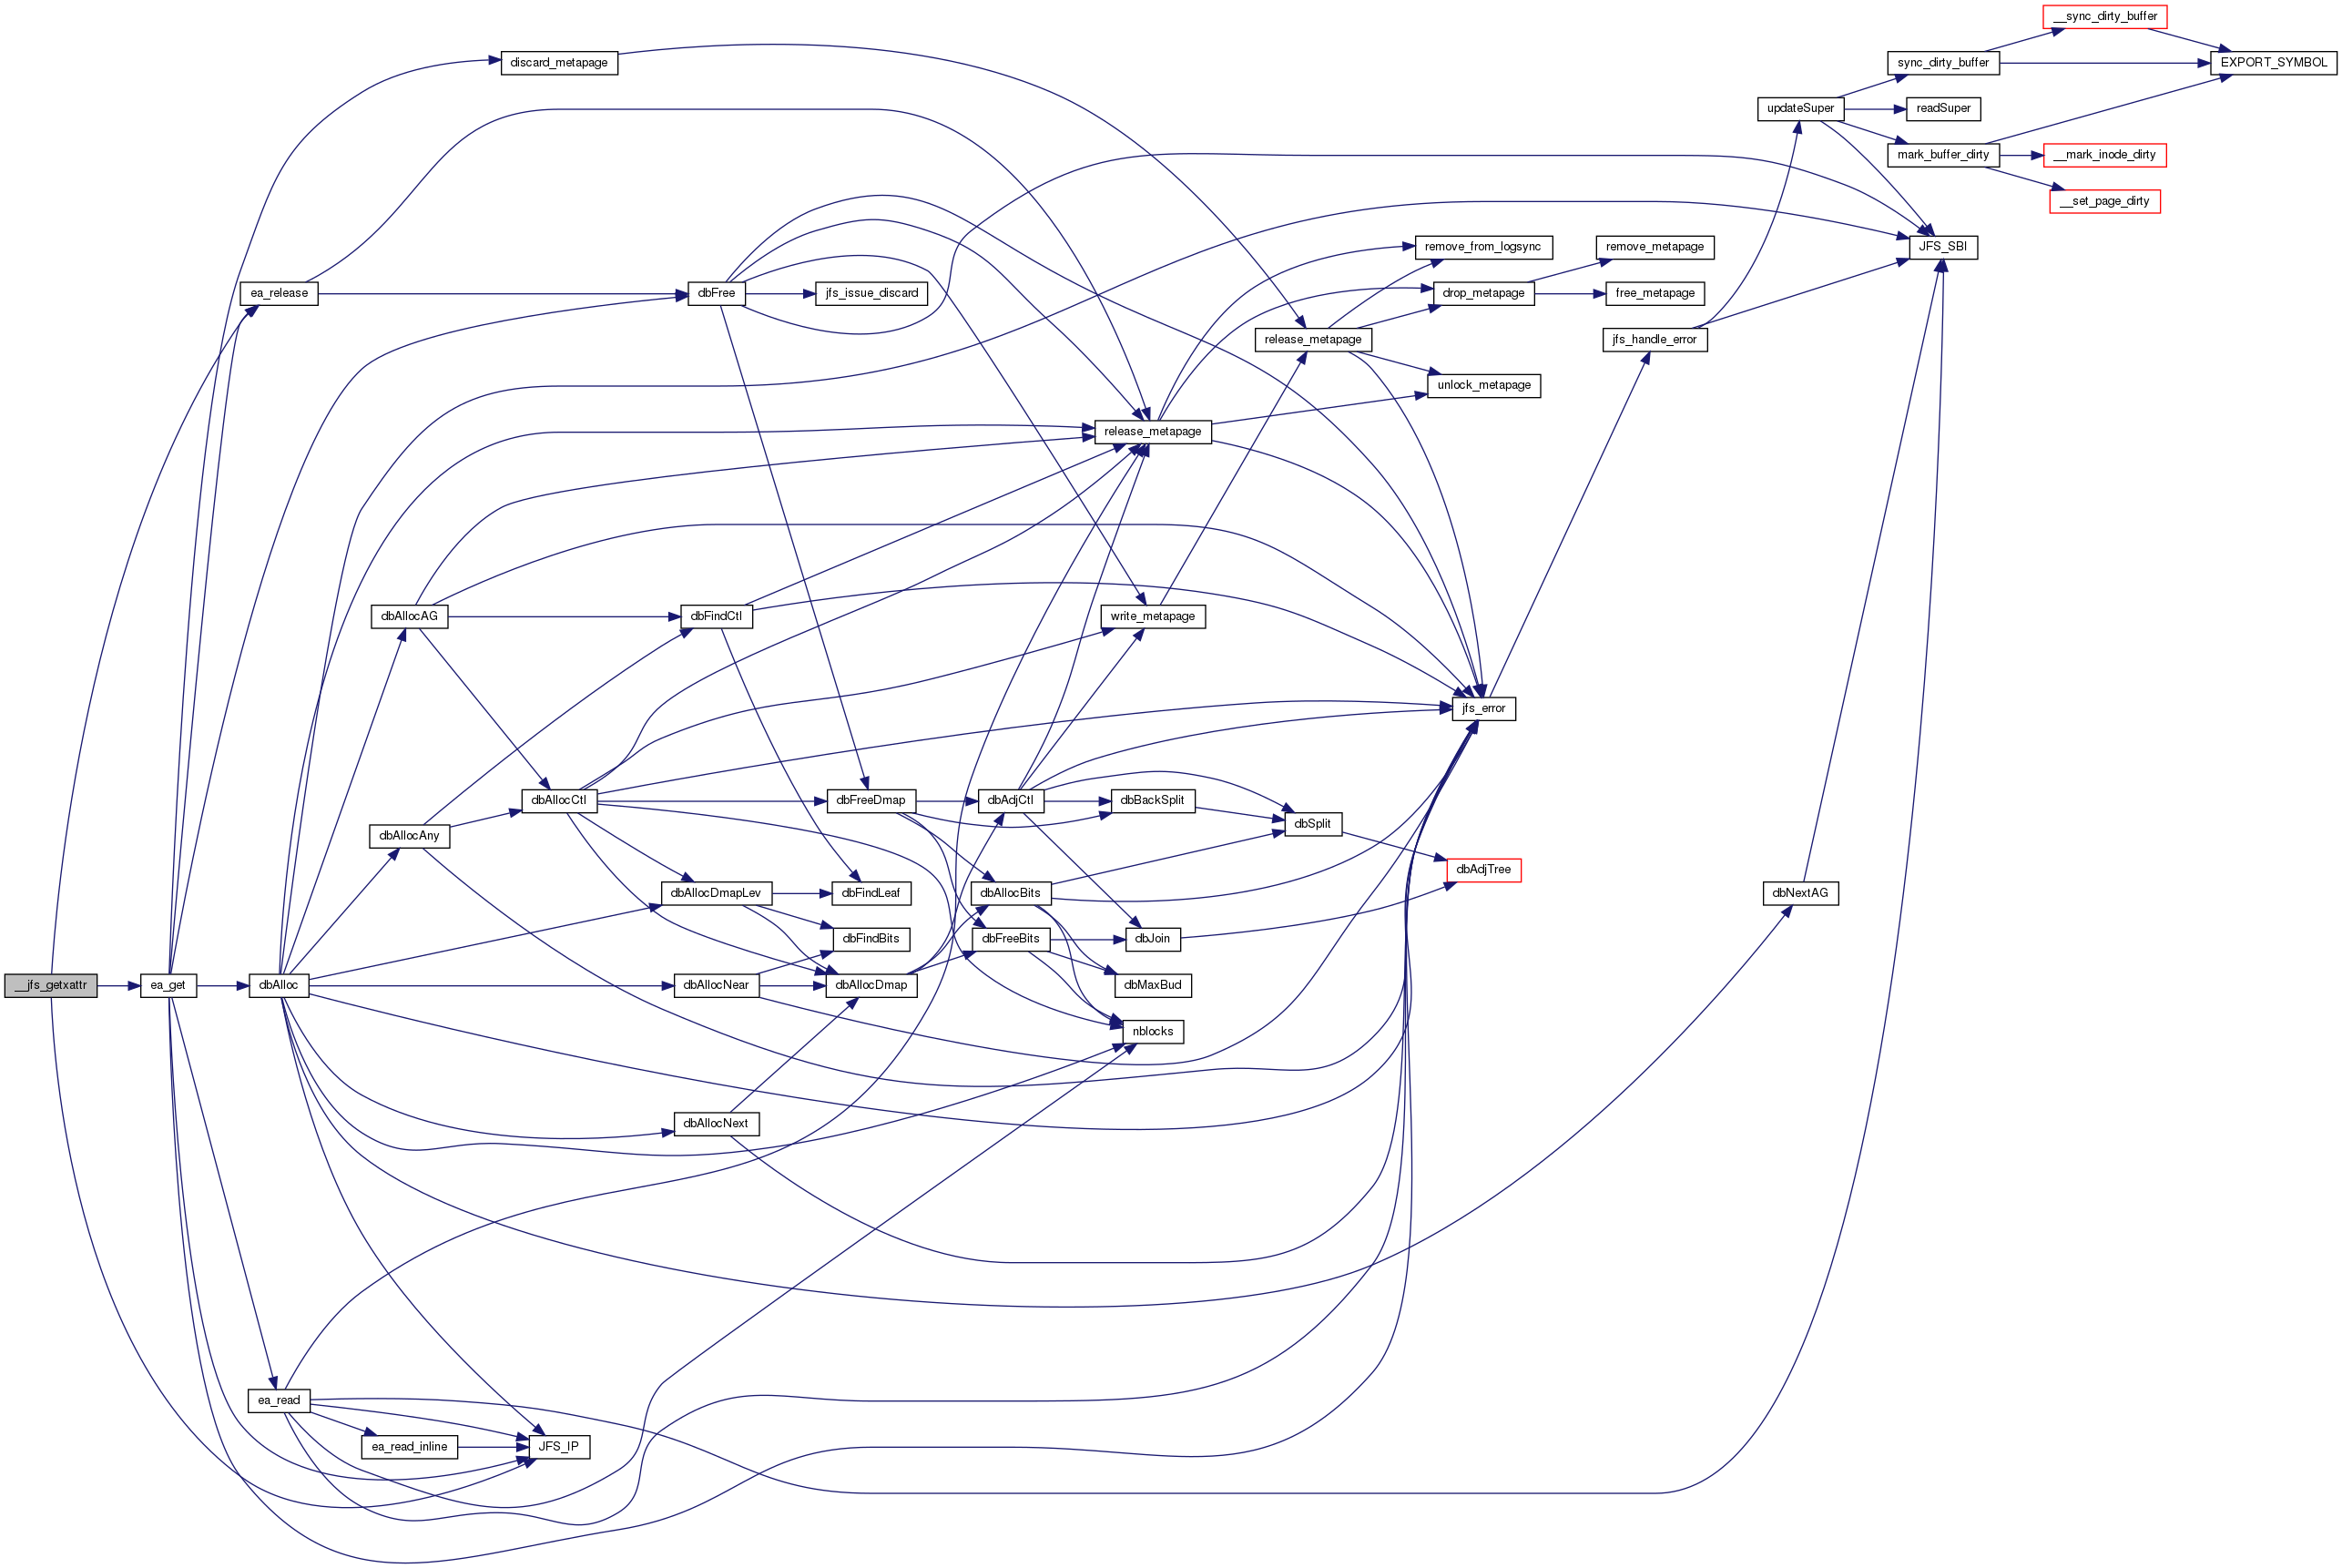 __sync_dirty_buffer
discard_metapage
sync_dirty_buffer
EXPORT_SYMBOL
updateSuper
readSuper
mark_buffer_dirty
__mark_inode_dirty
__set_page_dirty
remove_from_logsync
remove_metapage
JFS_SBI
ea_release
dbFree
jfs_issue_discard
drop_metapage
free_metapage
release_metapage
jfs_handle_error
unlock_metapage
release_metapage
dbAllocAG
dbFindCtl
write_metapage
jfs_error
dbAllocCtl
dbFreeDmap
dbAdjCtl
dbBackSplit
dbSplit
dbAllocAny
dbAdjTree
dbAllocDmapLev
dbFindLeaf
dbAllocBits
dbNextAG
dbFindBits
dbFreeBits
dbJoin
__jfs_getxattr
ea_get
dbAlloc
dbAllocNear
dbAllocDmap
dbMaxBud
nblocks
dbAllocNext
ea_read
ea_read_inline
JFS_IP